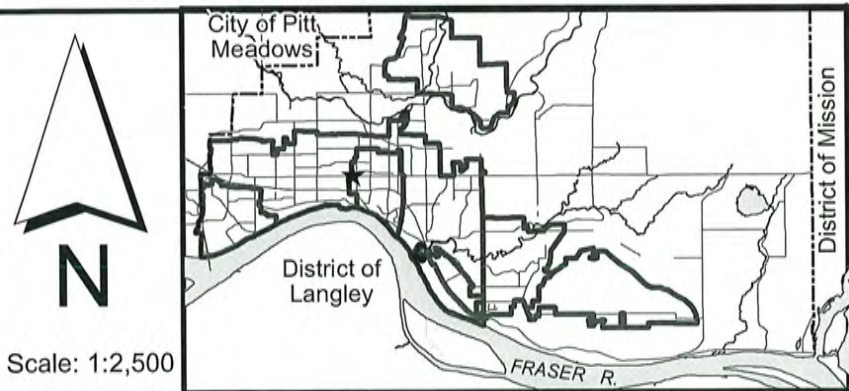 N
Scale: 1:2,500
City of Pitt
Meadows
District of Mission
District of
Langley
FRASER R.